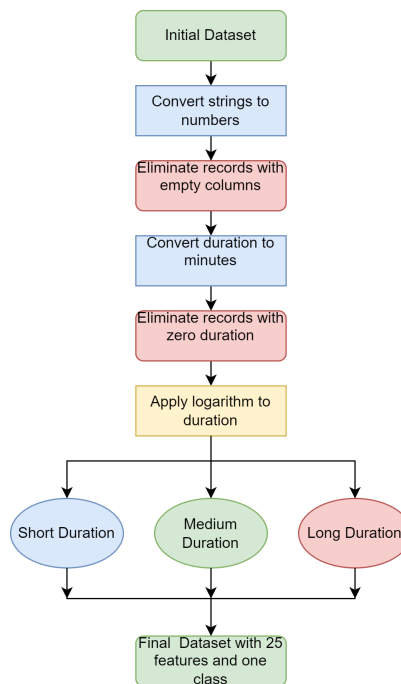 Initial Dataset
Convert strings to
numbers
Eliminate records with
empty columns
Convert duration to
minutes
Eliminate records with
zero duration
Apply logarithm to
duration
Short Duration
Medium
Duration
Long Duration
Final  Dataset with 25
features and one
class